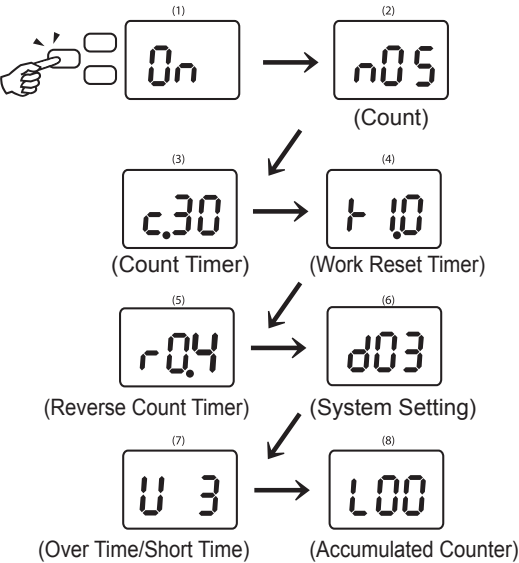 (1) (2)
0n n05
(Count)
(3) (4)
c.30 t 1.0
(Count Timer) (Work Reset Timer)
(5) (6)
r0.4 d03
(Reverse Count Timer) (System Setting)
(7) (8)
U 3 L00
(Over Time/Short Time) (Accumulated Counter)